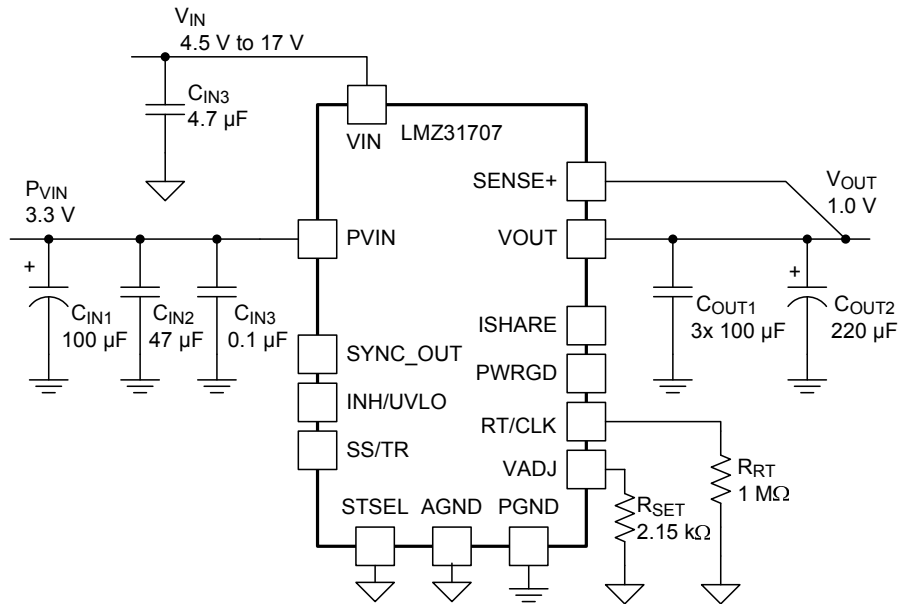 VIN
4.5 V to 17 V
CIN3
4.7 µF
VIN
LMZ31707
SENSE+
VOUT
1.0 V
PVIN
3.3 V
PVIN
VOUT
+
CIN1
100 µF
CIN2
47 µF
CIN3
0.1 µF
COUT1
3x 100 µF
+
COUT2
220 µF
ISHARE
SYNC_OUT
PWRGD
INH/UVLO
RT/CLK
SS/TR
VADJ
RRT
1 MΩ
RSET
2.15 kΩ
STSEL AGND PGND